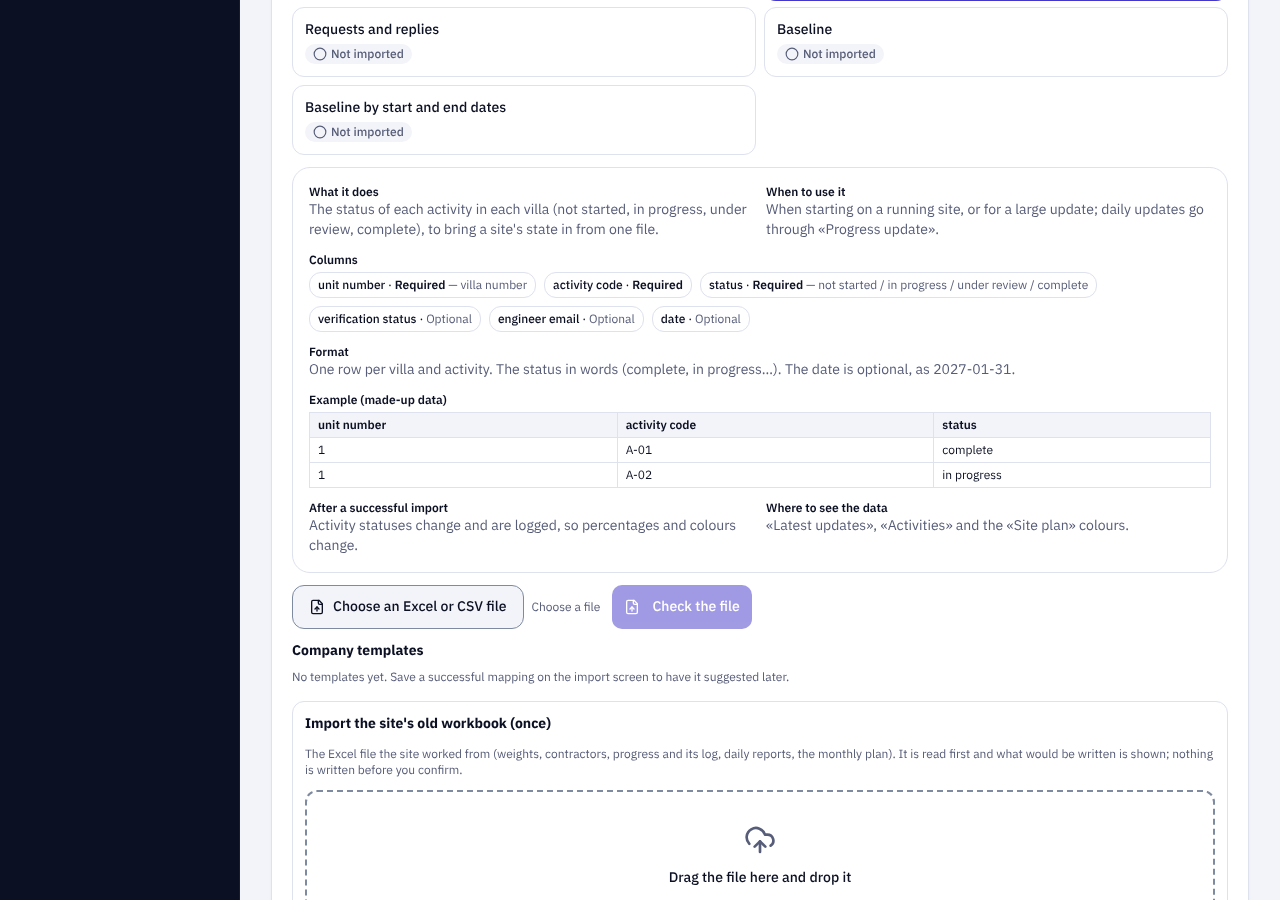 Requests and replies
Not imported
Baseline
Not imported
Baseline by start and end dates
Not imported
What it does
The status of each activity in each villa (not started, in progress, under
review, complete), to bring a site's state in from one file.
When to use it
When starting on a running site, or for a large update; daily updates go
through «Progress update».
Columns
unit number · Required — villa number
activity code · Required
status · Required — not started / in progress / under review / complete
verification status · Optional
engineer email · Optional
date · Optional
Format
One row per villa and activity. The status in words (complete, in progress...). The date is optional, as 2027-01-31.
Example (made-up data)
unit number activity code status
1 A-01 complete
1 A-02 in progress
After a successful import
Activity statuses change and are logged, so percentages and colours
change.
Where to see the data
«Latest updates», «Activities» and the «Site plan» colours.
Choose an Excel or CSV file
Choose a file
Check the file
Company templates
No templates yet. Save a successful mapping on the import screen to have it suggested later.
Import the site's old workbook (once)
The Excel file the site worked from (weights, contractors, progress and its log, daily reports, the monthly plan). It is read first and what would be written is shown; nothing
is written before you confirm.
Drag the file here and drop it